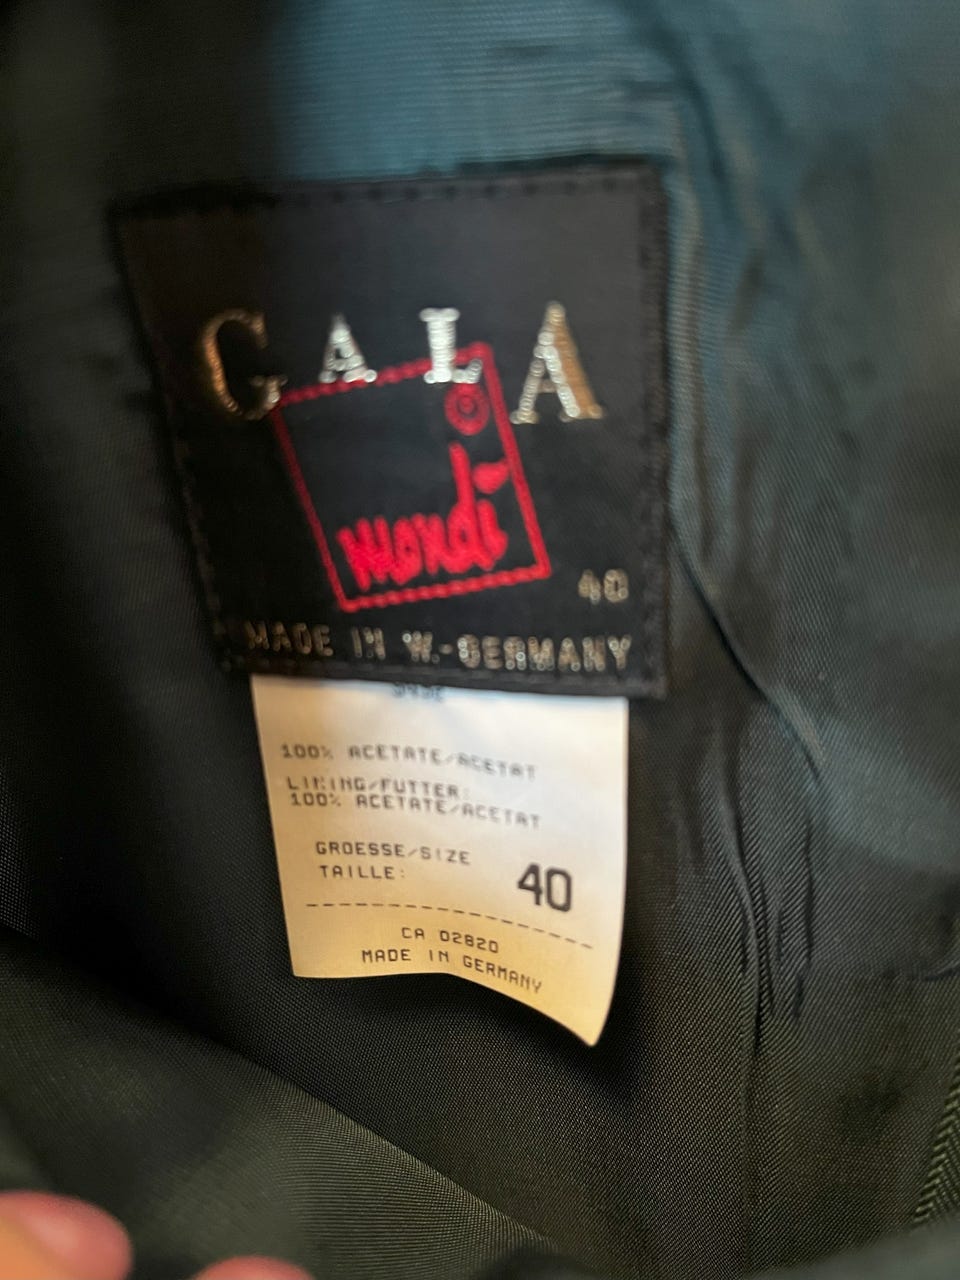 GALA
mondi
40
MADE IN W.-GERMANY
100% ACETATE/ACETAT
LINING/FUTTER:
100% ACETATE/ACETAT
GROESSE/SIZE
TAILLE: 40
CA 02820
MADE IN GERMANY